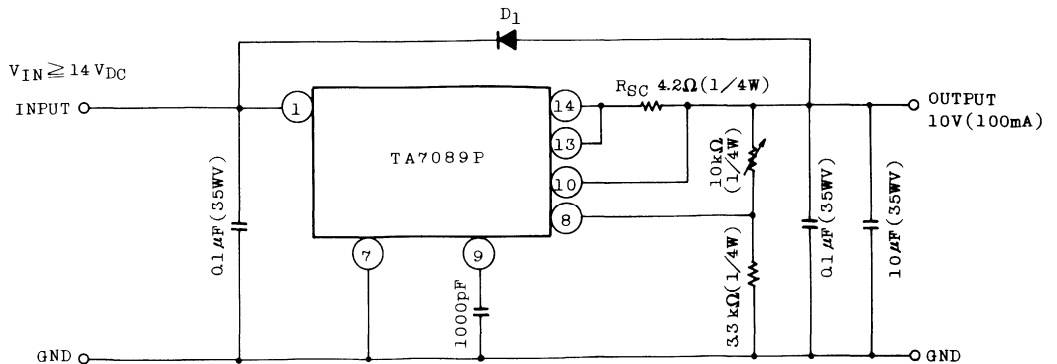 D1
VIN ≧ 14 VDC
INPUT
1
TA7089P
14
13
10
8
7
9
RSC 4.2Ω(1/4W)
OUTPUT
10V(100mA)
10kΩ
(1/4W)
3.3kΩ(1/4W)
0.1μF(35WV)
0.1μF(35WV)
10μF(35WV)
1000pF
GND
GND